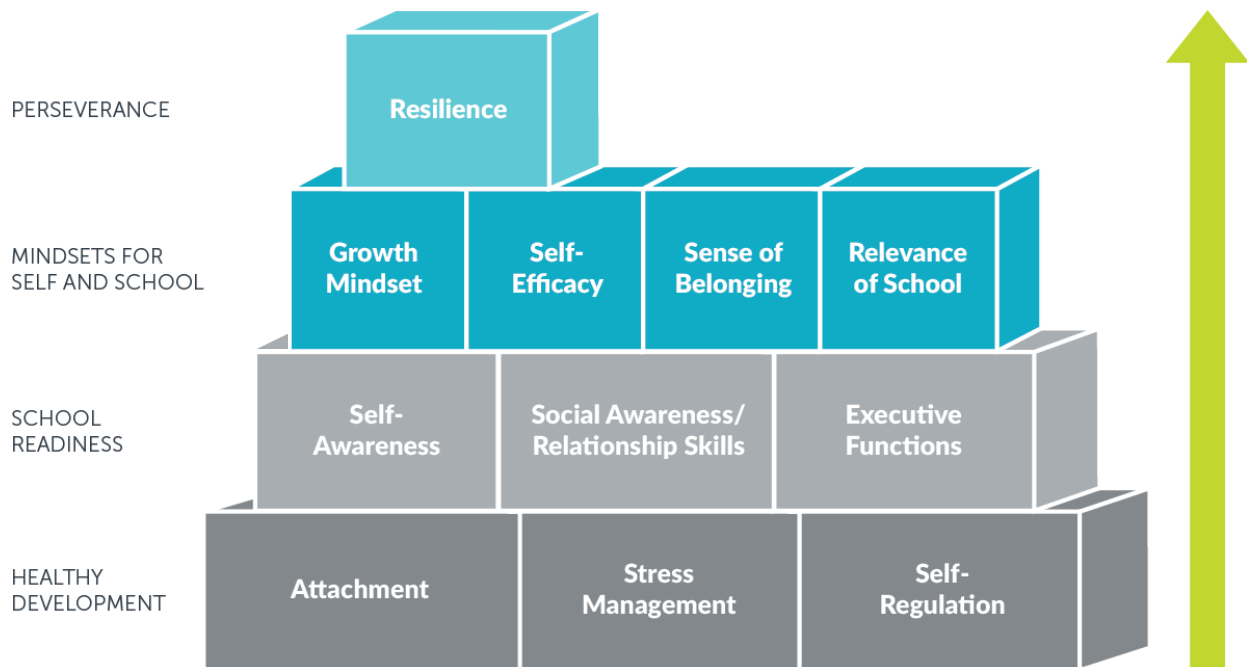 PERSEVERANCE
Resilience
MINDSETS FOR
SELF AND SCHOOL
Growth
Mindset
Self-
Efficacy
Sense of
Belonging
Relevance
of School
SCHOOL
READINESS
Self-
Awareness
Social Awareness/
Relationship Skills
Executive
Functions
HEALTHY
DEVELOPMENT
Attachment
Stress
Management
Self-
Regulation